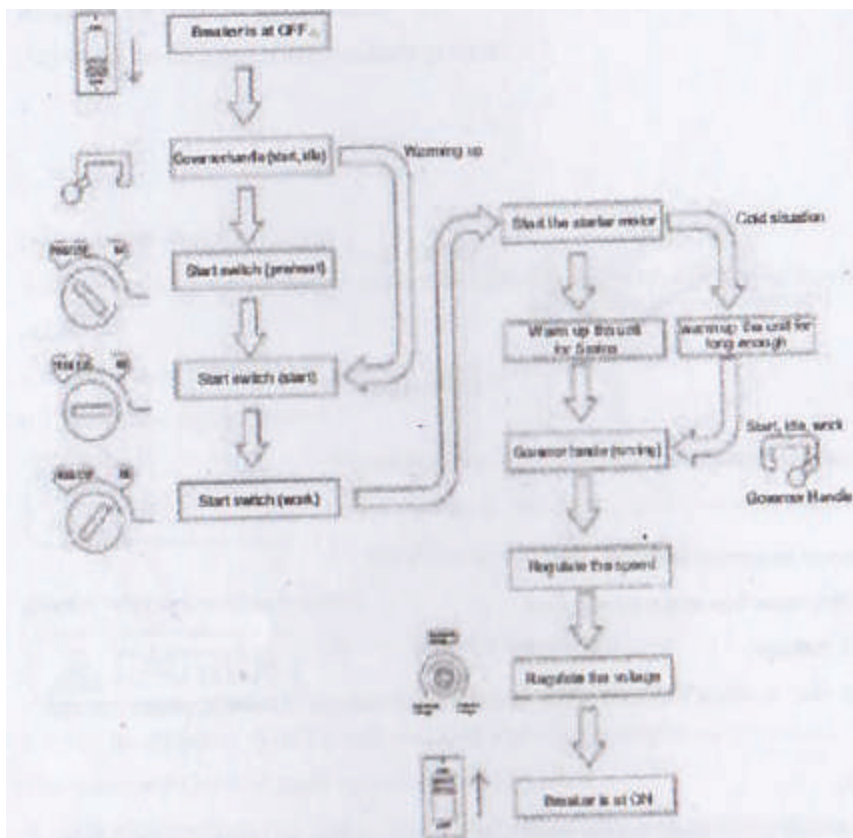 Breaker is at OFF
Governor handle (start, idle)
Warming up
Start switch (preheat)
Start switch (start)
Start switch (work)
Start the starter motor
Cold situation
Warm up the unit
for 5 mins
warm up the unit for
long enough
Governor handle (running)
Start, idle, work
Governor Handle
Regulate the speed
Regulate the voltage
Breaker is at ON